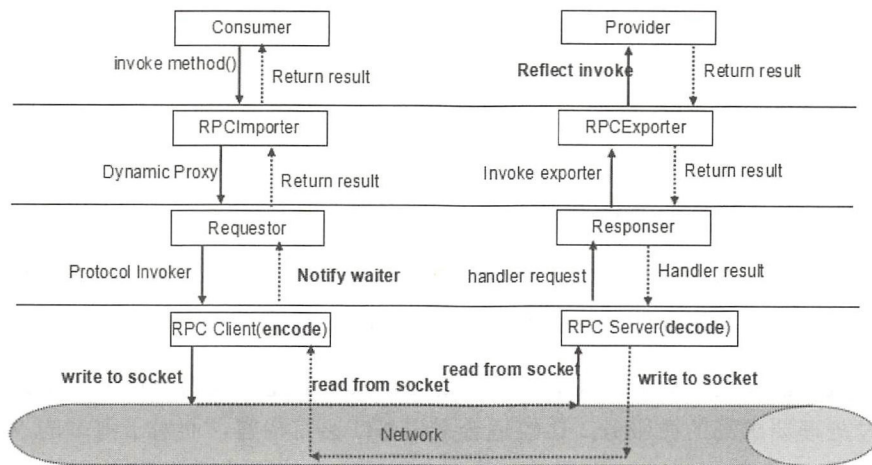 Consumer
Provider
invoke method()
Return result
Reflect invoke
Return result
RPCImporter
RPCExporter
Dynamic Proxy
Return result
Invoke exporter
Return result
Requestor
Responser
Protocol Invoker
Notify waiter
handler request
Handler result
RPC Client(encode)
RPC Server(decode)
write to socket
read from socket
read from socket
write to socket
Network